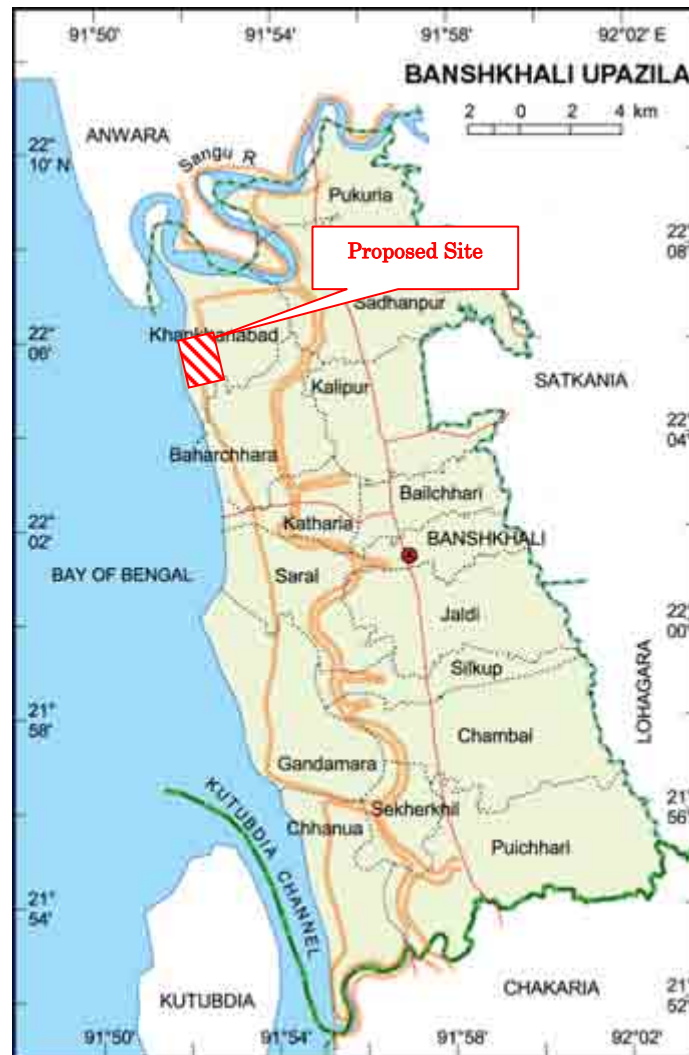 91°50' 91°54' 91°58' 92°02' E
BANSHKHALI UPAZILA
2 0 2 4 km
ANWARA
22°
10' N
Sangu R
Pukuria
22°
08'
Proposed Site
Sadhanpur
22°
06'
Khankhanabad
Kalipur
SATKANIA
22°
04'
Baharchhara
Bailchhari
22°
02'
Katharia
BANSHKHALI
BAY OF BENGAL
Saral
Jaldi
22°
00'
Silkup
LOHAGARA
21°
58'
Chambal
Gandamara
KUTUBDIA CHANNEL
Sekherkhil
21°
56'
Chhanua
Puichhari
21°
54'
KUTUBDIA
CHAKARIA
21°
52'
91°50' 91°54' 91°58' 92°02'